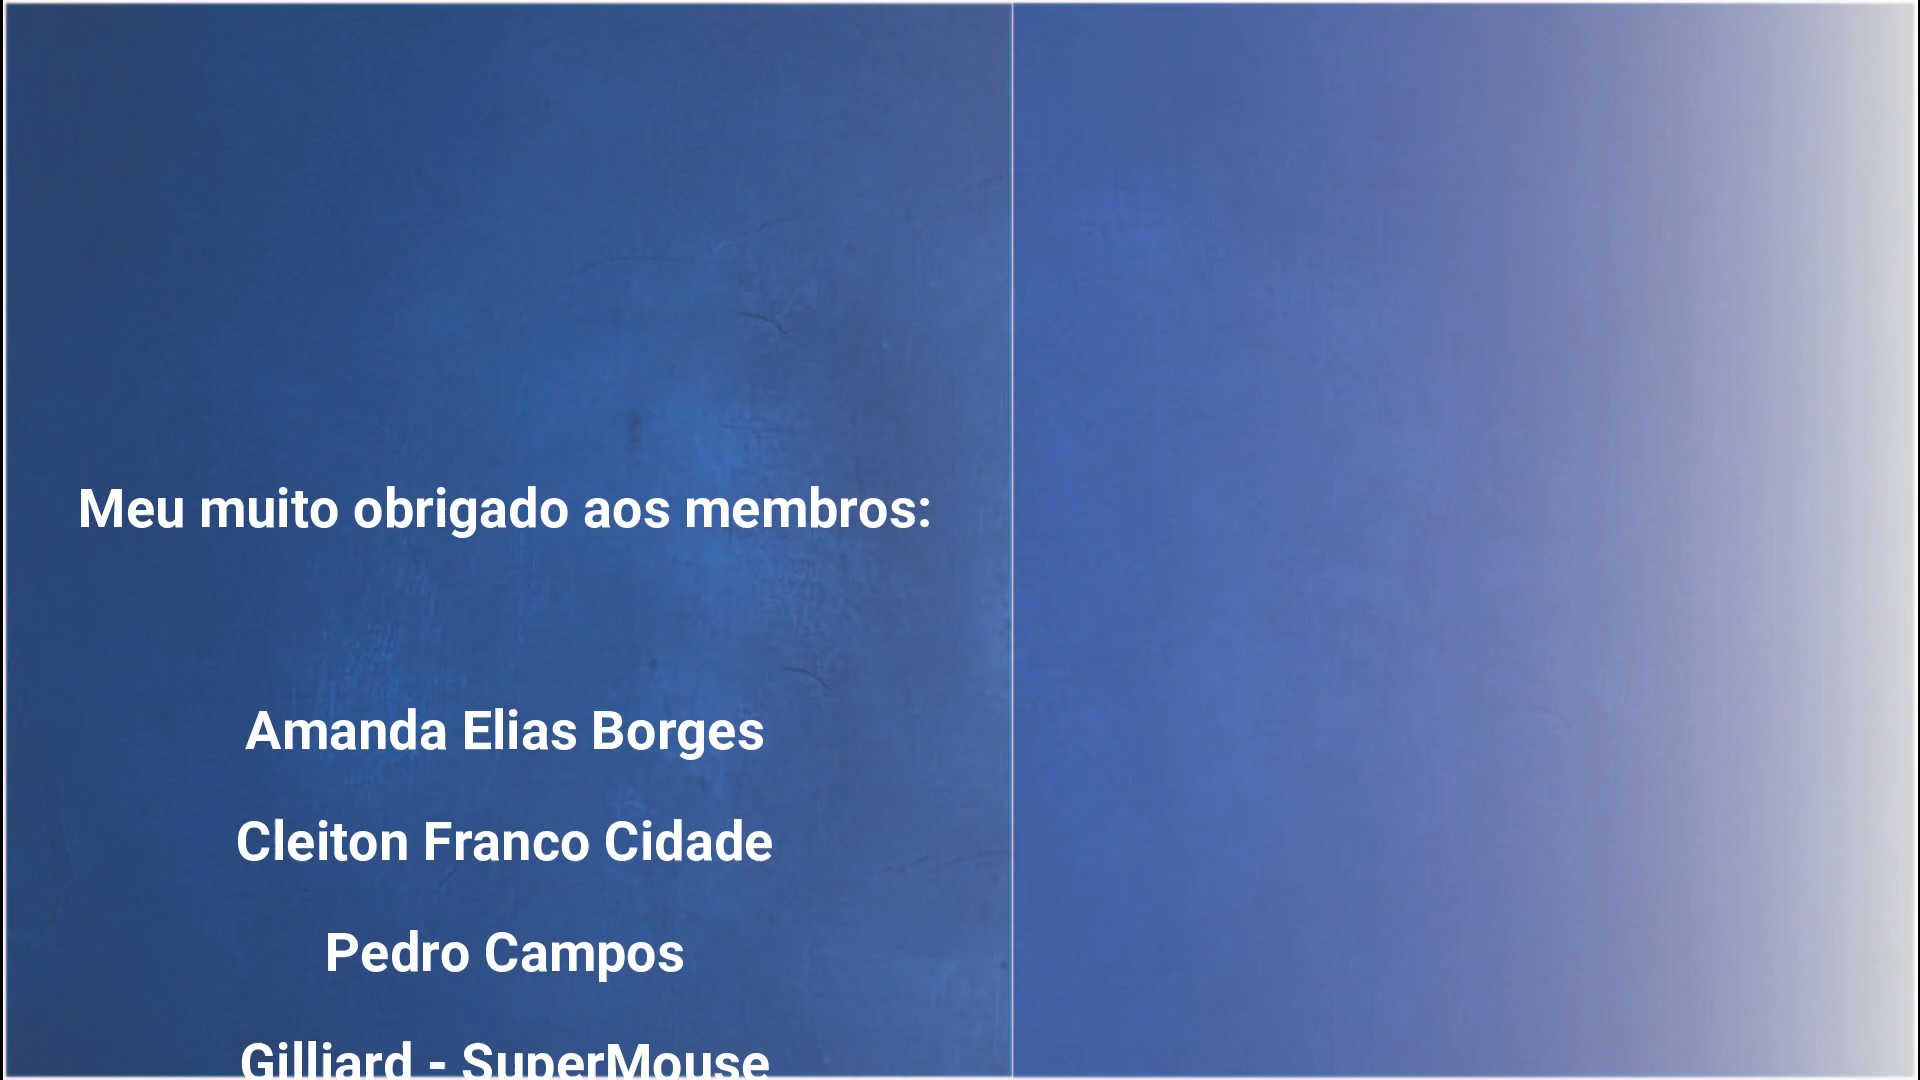 Meu muito obrigado aos membros:
Amanda Elias Borges
Cleiton Franco Cidade
Pedro Campos
Gilliard - SuperMouse